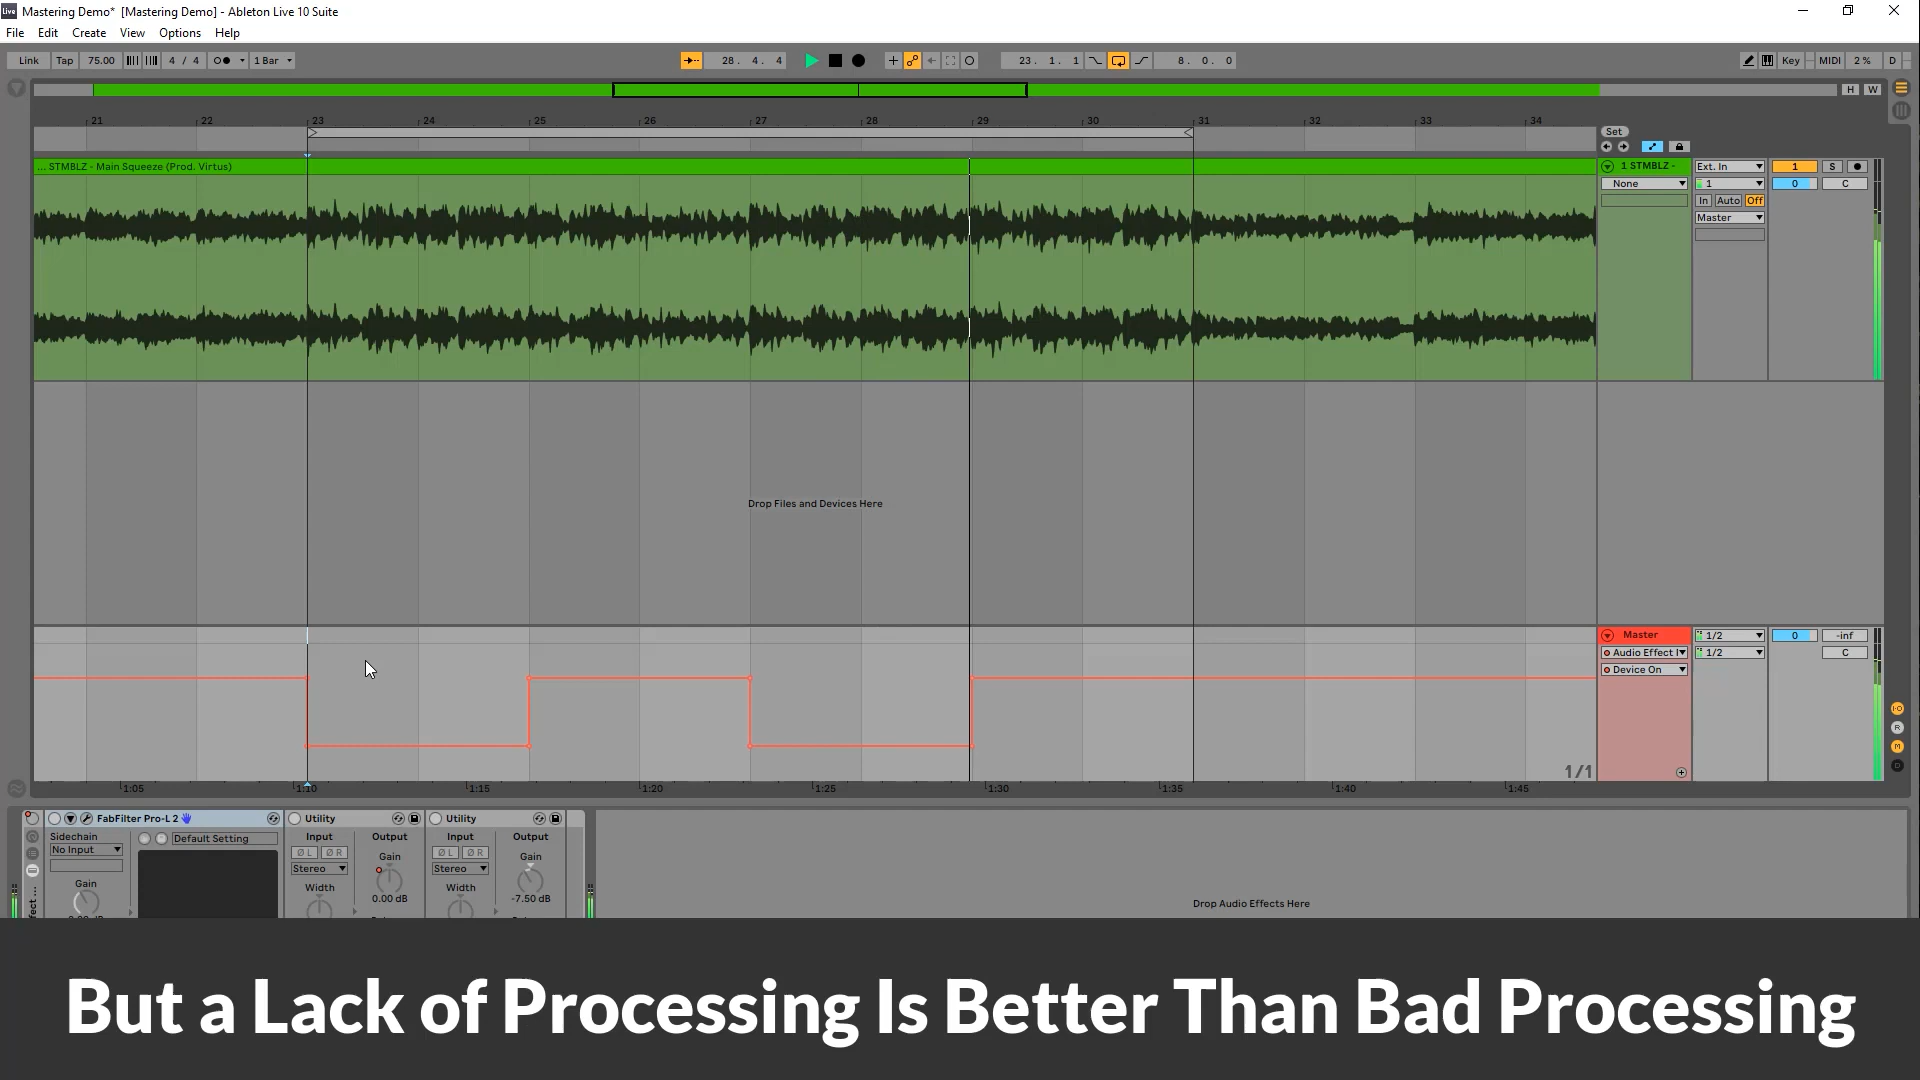 Live Mastering Demo* [Mastering Demo] - Ableton Live 10 Suite
File Edit Create View Options Help
Link Tap 75.00 4 / 4 1 Bar 28. 4. 4 23. 1. 1 8. 0. 0 Key MIDI 2 % D
H W
21 22 23 24 25 26 27 28 29 30 31 32 33 34
Set
... STMBLZ - Main Squeeze (Prod. Virtus) 1 STMBLZ - Ext. In 1 S
None 1 0 C
In Auto Off
Master
Drop Files and Devices Here
Master 1/2 0 -inf
Audio Effect 1/2 C
Device On
1/1
1:05 1:10 1:15 1:20 1:25 1:30 1:35 1:40 1:45
FabFilter Pro-L 2 Utility Utility
Sidechain Default Setting Input Output Input Output
No Input Ø L Ø R Gain Ø L Ø R Gain
Stereo Stereo
Gain Width Width
0.00 dB -7.50 dB
Drop Audio Effects Here
But a Lack of Processing Is Better Than Bad Processing